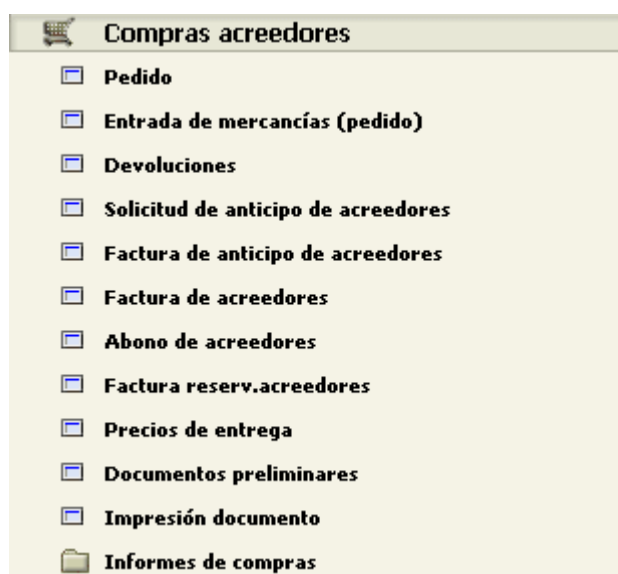 Compras acreedores
Pedido
Entrada de mercancías (pedido)
Devoluciones
Solicitud de anticipo de acreedores
Factura de anticipo de acreedores
Factura de acreedores
Abono de acreedores
Factura reserv.acreedores
Precios de entrega
Documentos preliminares
Impresión documento
Informes de compras